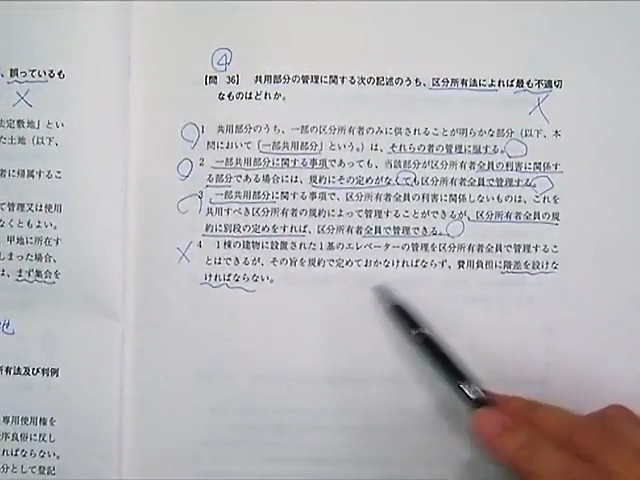 、誤っているも
×
法定敷地」とい
た土地（以下、
者に帰属するこ
て管理又は使用
なくともよい。
、甲地に所在す
しまった場合、
は、まず集会を
地
所有法及び判例
専用使用権を
序良俗に反し
ればならない。
分として登記
④
〔問 36〕 共用部分の管理に関する次の記述のうち、区分所有法によれば最も不適切
なものはどれか。
×
1 共用部分のうち、一部の区分所有者のみに供されることが明らかな部分（以下、本
問において「一部共用部分」という。）は、それらの者の管理に服する。
2 一部共用部分に関する事項であっても、当該部分が区分所有者全員の利害に関係す
る部分である場合には、規約にその定めがなくても区分所有者全員で管理する。
3 一部共用部分に関する事項で、区分所有者全員の利害に関係しないものは、これを
共用すべき区分所有者の規約によって管理することができるが、区分所有者全員の規
約に別段の定めをすれば、区分所有者全員で管理できる。
× 4 1棟の建物に設置された1基のエレベーターの管理を区分所有者全員で管理するこ
とはできるが、その旨を規約で定めておかなければならず、費用負担に階差を設けな
ければならない。